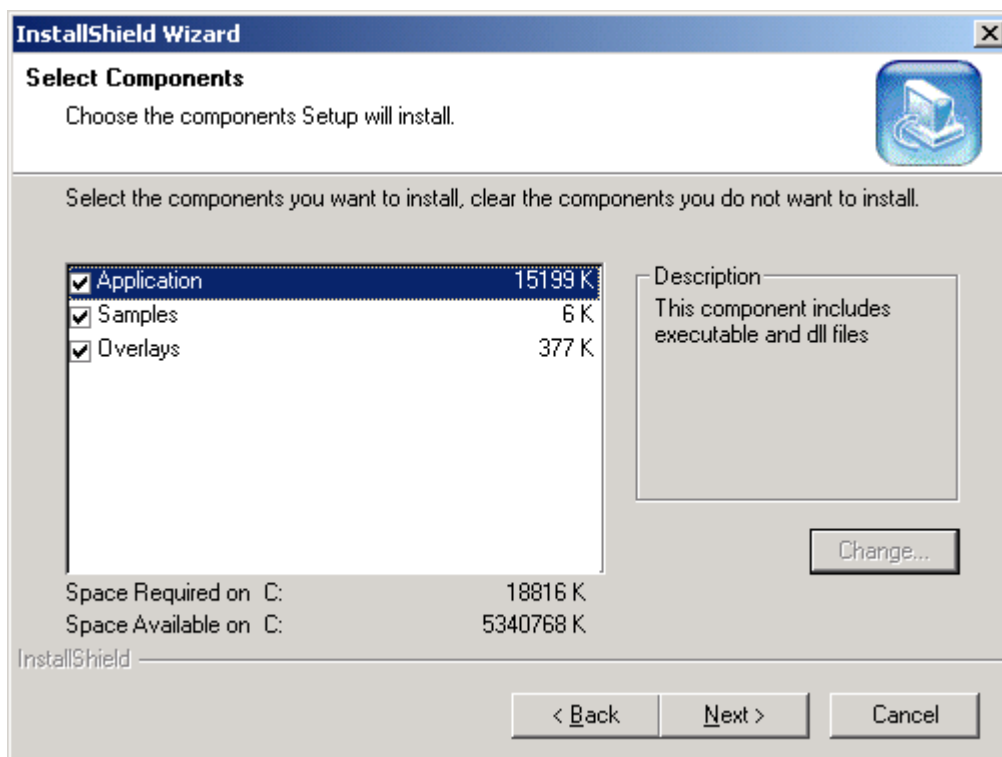 InstallShield Wizard
Select Components
Choose the components Setup will install.
Select the components you want to install, clear the components you do not want to install.
Application 15199 K
Samples 6 K
Overlays 377 K
Description
This component includes
executable and dll files
Change...
Space Required on C: 18816 K
Space Available on C: 5340768 K
InstallShield
< Back
Next >
Cancel